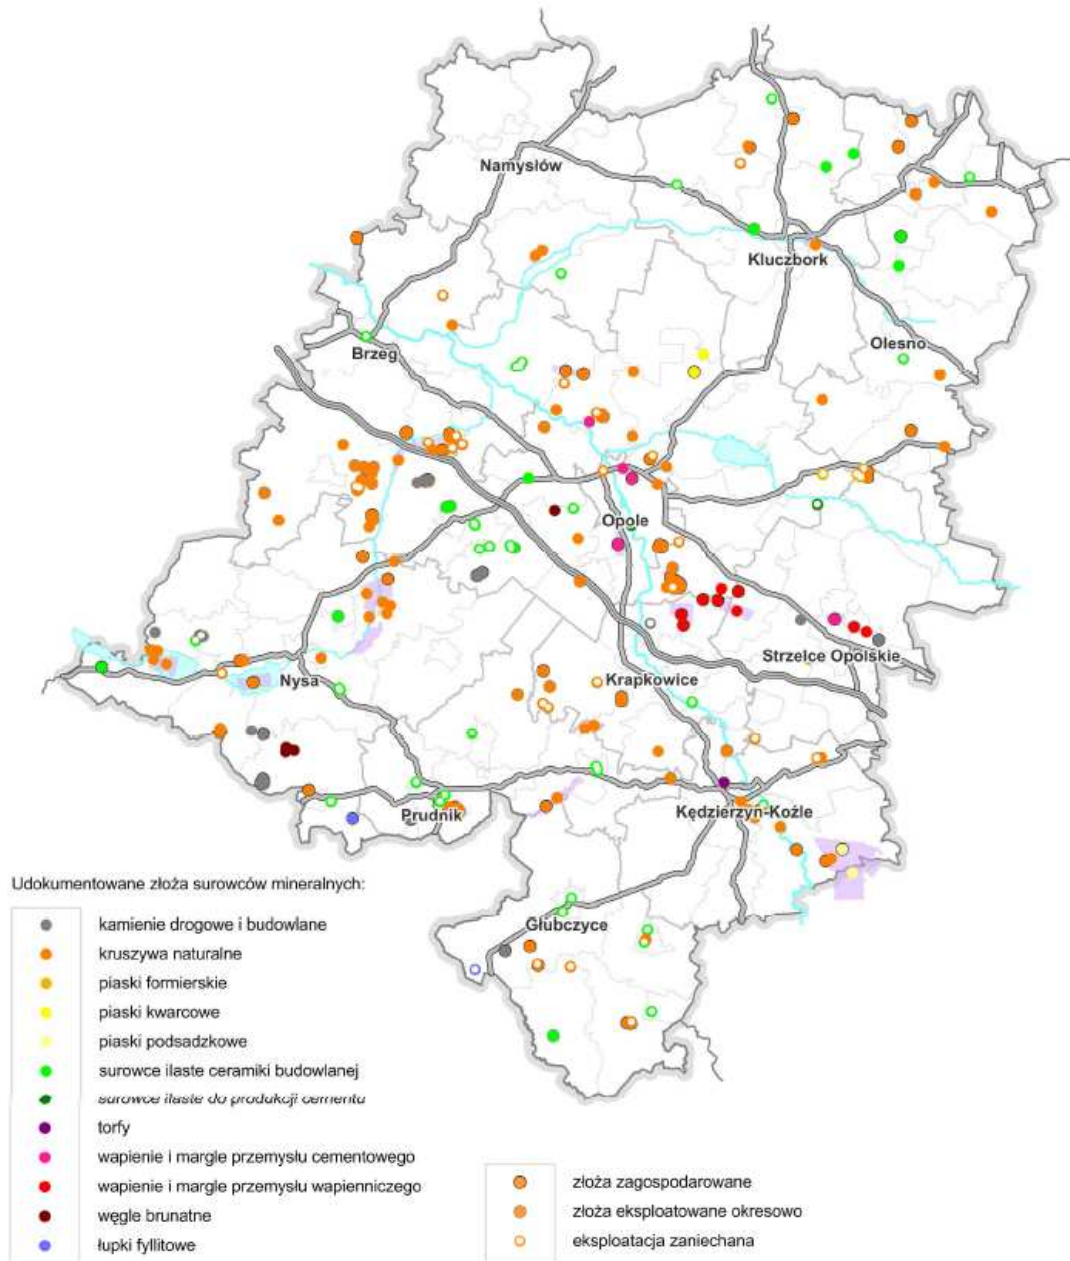 Namysłów
Kluczbork
Olesno
Brzeg
Opole
Strzelce Opolskie
Nysa
Krapkowice
Prudnik
Kędzierzyn-Koźle
Głubczyce
Udokumentowane złoża surowców mineralnych:
kamienie drogowe i budowlane
kruszywa naturalne
piaski formierskie
piaski kwarcowe
piaski podsadzkowe
surowce ilaste ceramiki budowlanej
surowce ilaste do produkcji cementu
torfy
wapienie i margle przemysłu cementowego
wapienie i margle przemysłu wapienniczego
węgle brunatne
łupki fyllitowe
złoża zagospodarowane
złoża eksploatowane okresowo
eksploatacja zaniechana